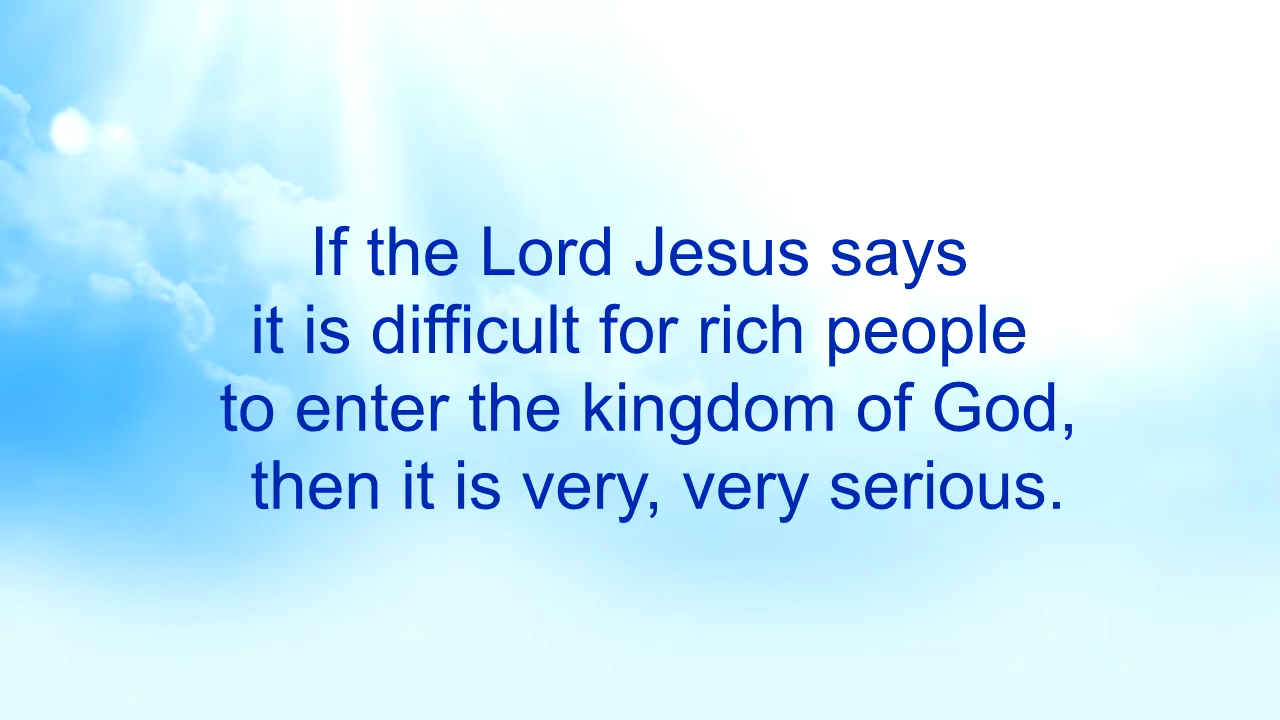 If the Lord Jesus says
it is difficult for rich people
to enter the kingdom of God,
then it is very, very serious.